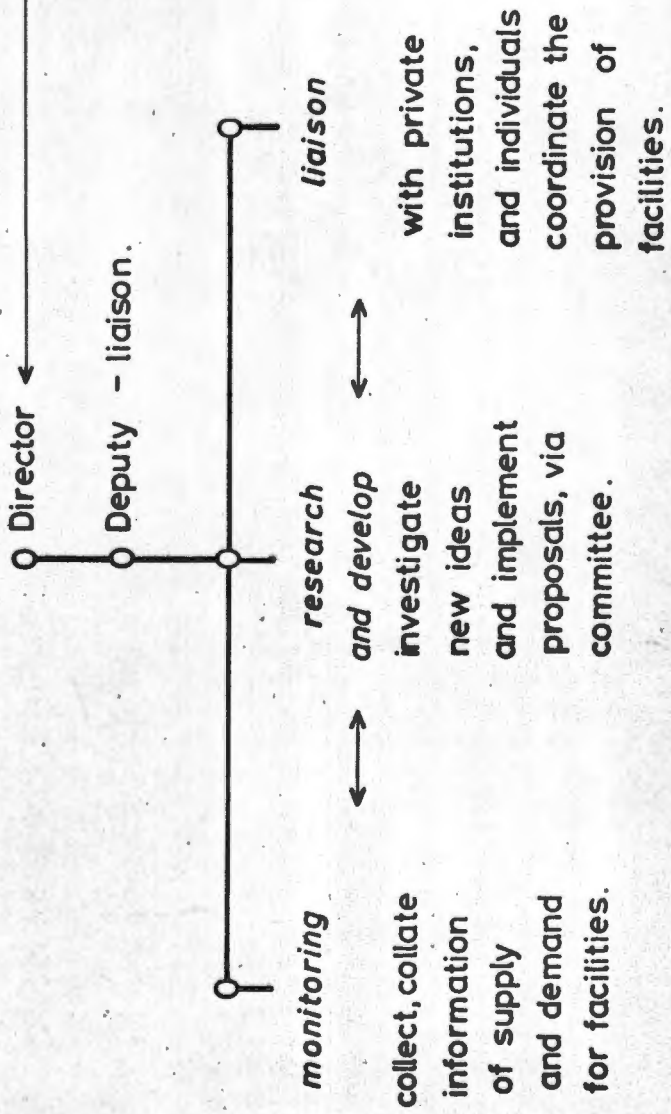 Director
Deputy - liaison.
monitoring
collect, collate
information
of supply
and demand
for facilities.
research
and develop
investigate
new ideas
and implement
proposals, via
committee.
liaison
with private
institutions,
and individuals
coordinate the
provision of
facilities.